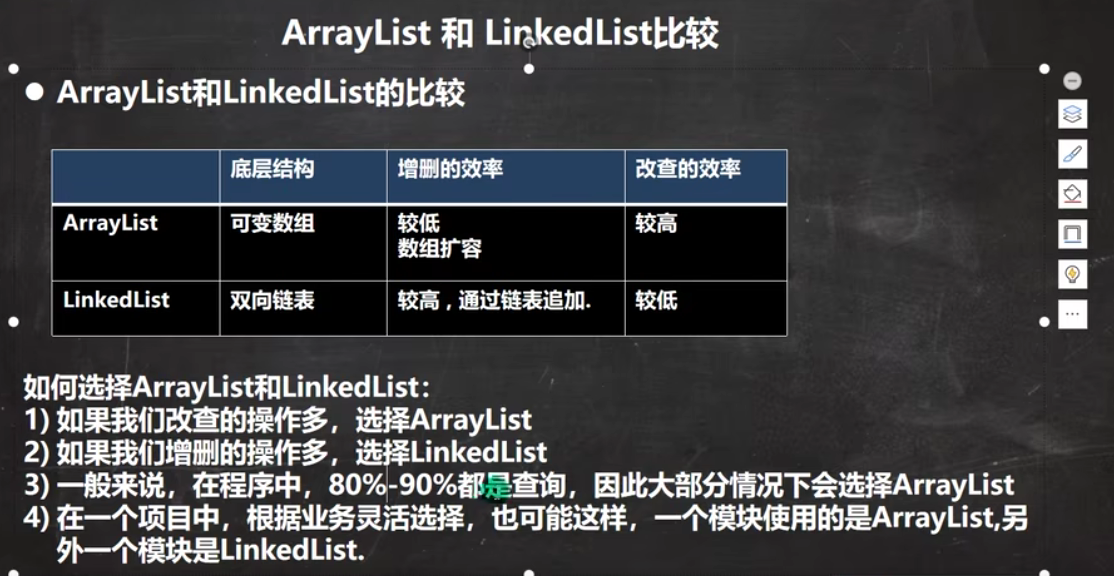 ArrayList 和 LinkedList比较
● ArrayList和LinkedList的比较
底层结构 增删的效率 改查的效率
ArrayList 可变数组 较低 较高
数组扩容
LinkedList 双向链表 较高，通过链表追加. 较低
如何选择ArrayList和LinkedList：
1) 如果我们改查的操作多，选择ArrayList
2) 如果我们增删的操作多，选择LinkedList
3) 一般来说，在程序中，80%-90%都是查询，因此大部分情况下会选择ArrayList
4) 在一个项目中，根据业务灵活选择，也可能这样，一个模块使用的是ArrayList,另
外一个模块是LinkedList.